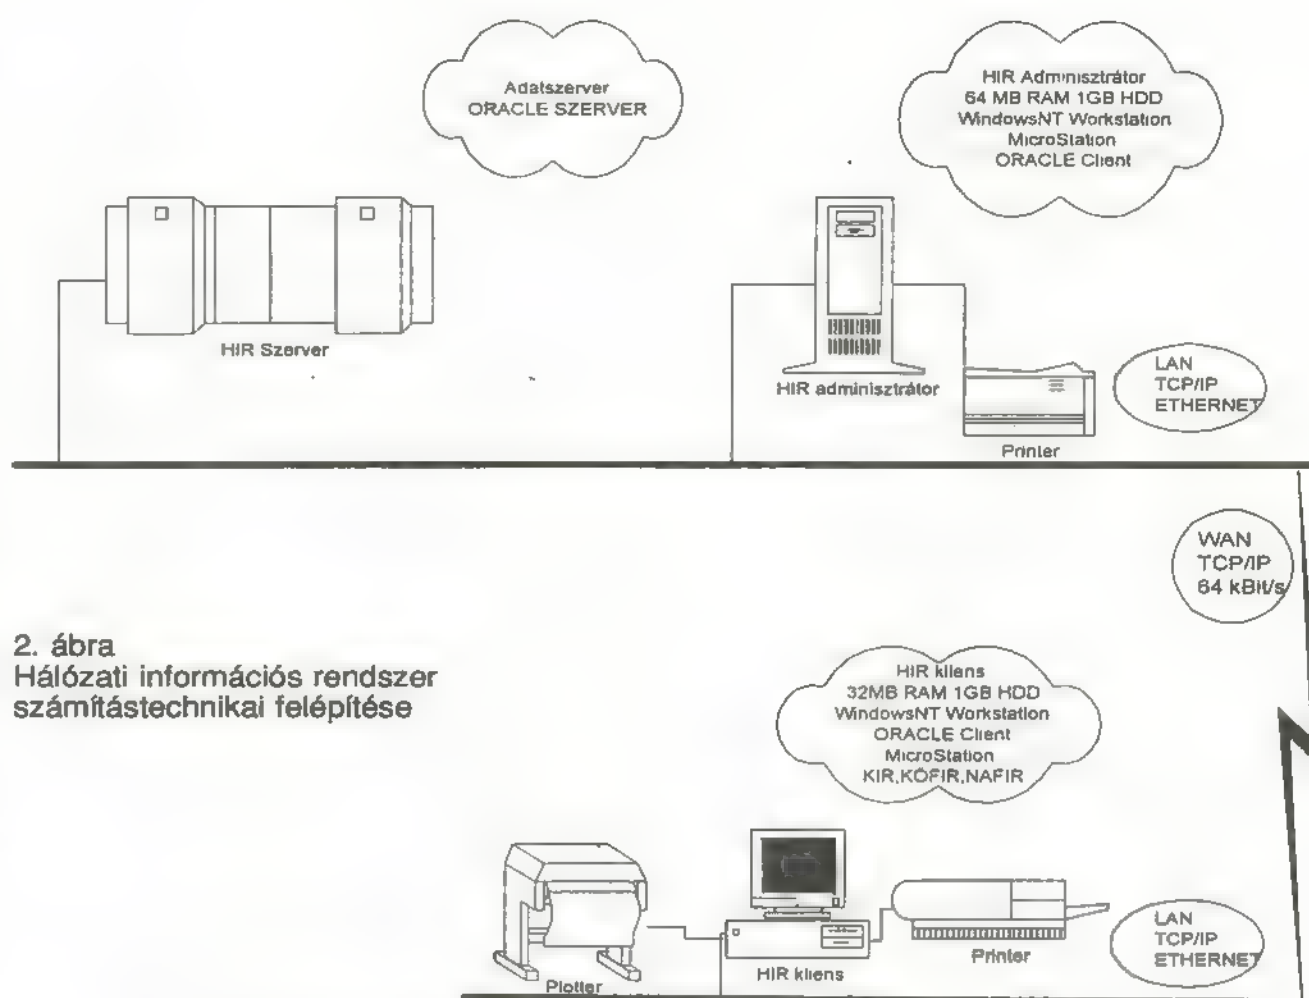 Adatszerver
ORACLE SZERVER
HIR Adminisztrátor
64 MB RAM 1GB HDD
WindowsNT Workstation
MicroStation
ORACLE Client
HIR Szerver
HIR adminisztrátor
Printer
LAN
TCP/IP
ETHERNET
WAN
TCP/IP
64 kBit/s
2. ábra
Hálózati információs rendszer
számítástechnikai felépítése
HIR kliens
32MB RAM 1GB HDD
WindowsNT Workstation
ORACLE Client
MicroStation
KIR,KÖFIR,NAFIR
Plotter
HIR kliens
Printer
LAN
TCP/IP
ETHERNET